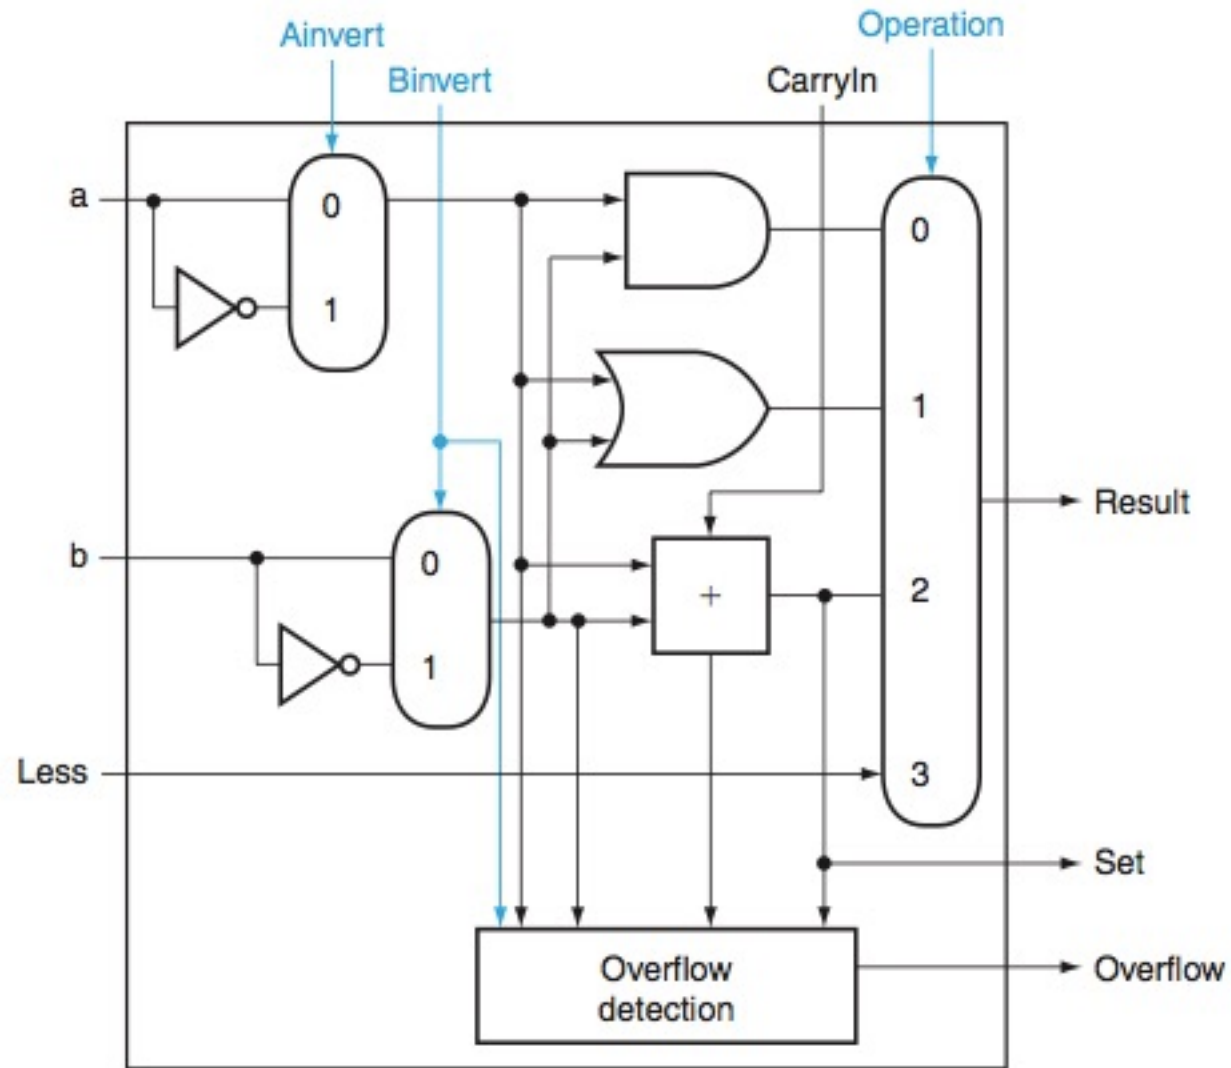 Operation
Ainvert
Binvert
CarryIn
a
0
0
1
1
Result
b
0
+
2
1
Less
3
Set
Overflow
detection
Overflow